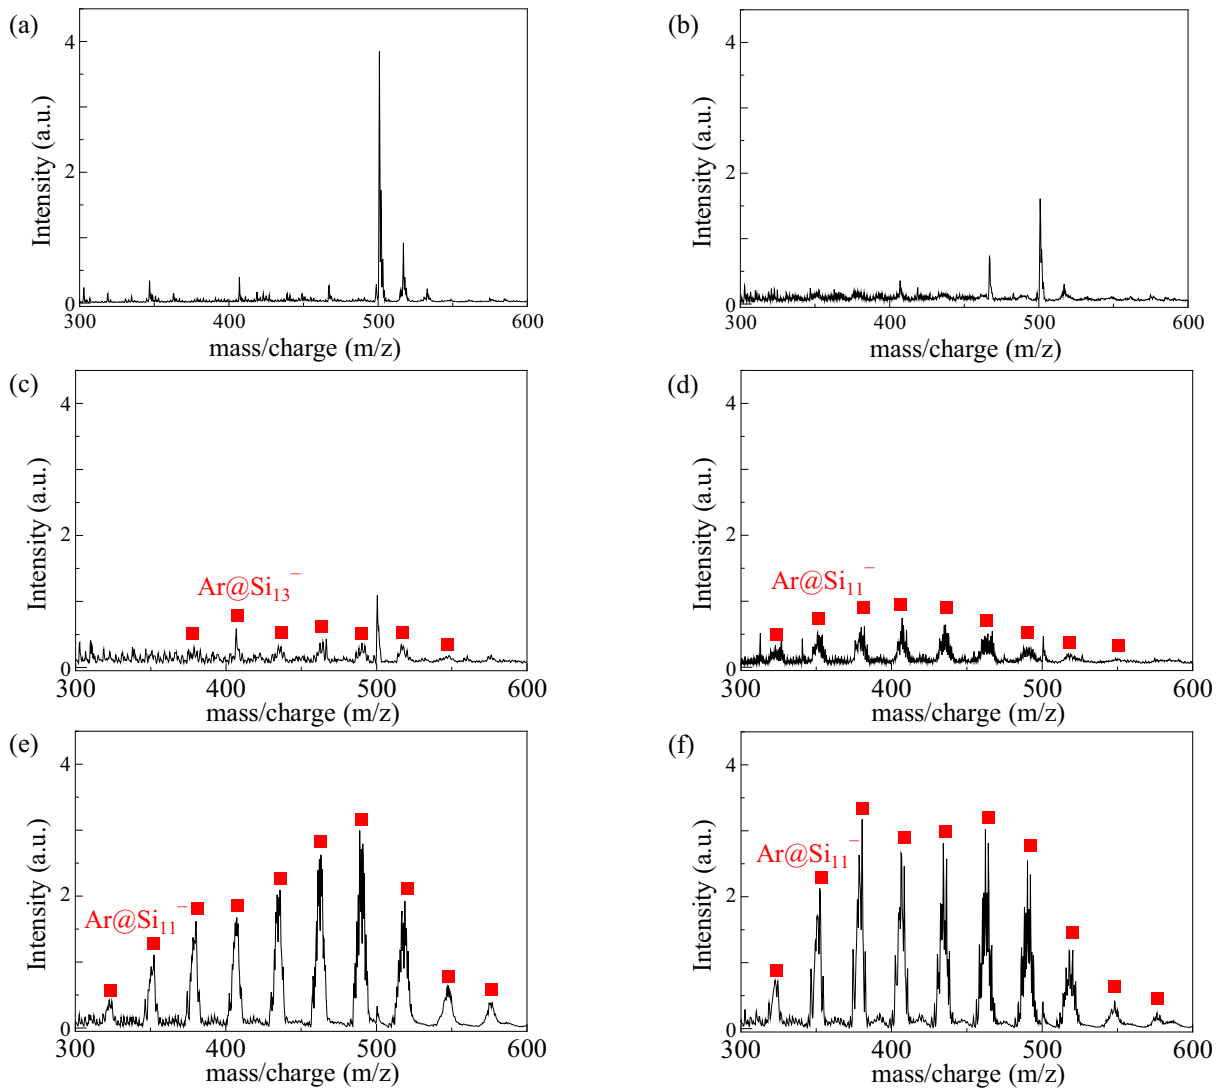 (a)
4
2
0
Intensity (a.u.)
300 400 500 600
mass/charge (m/z)
(b)
4
2
0
Intensity (a.u.)
300 400 500 600
mass/charge (m/z)
(c)
4
2
0
Intensity (a.u.)
Ar@Si₁₃⁻
300 400 500 600
mass/charge (m/z)
(d)
4
2
0
Intensity (a.u.)
Ar@Si₁₁⁻
300 400 500 600
mass/charge (m/z)
(e)
4
2
0
Intensity (a.u.)
Ar@Si₁₁⁻
300 400 500 600
mass/charge (m/z)
(f)
4
2
0
Intensity (a.u.)
Ar@Si₁₁⁻
300 400 500 600
mass/charge (m/z)